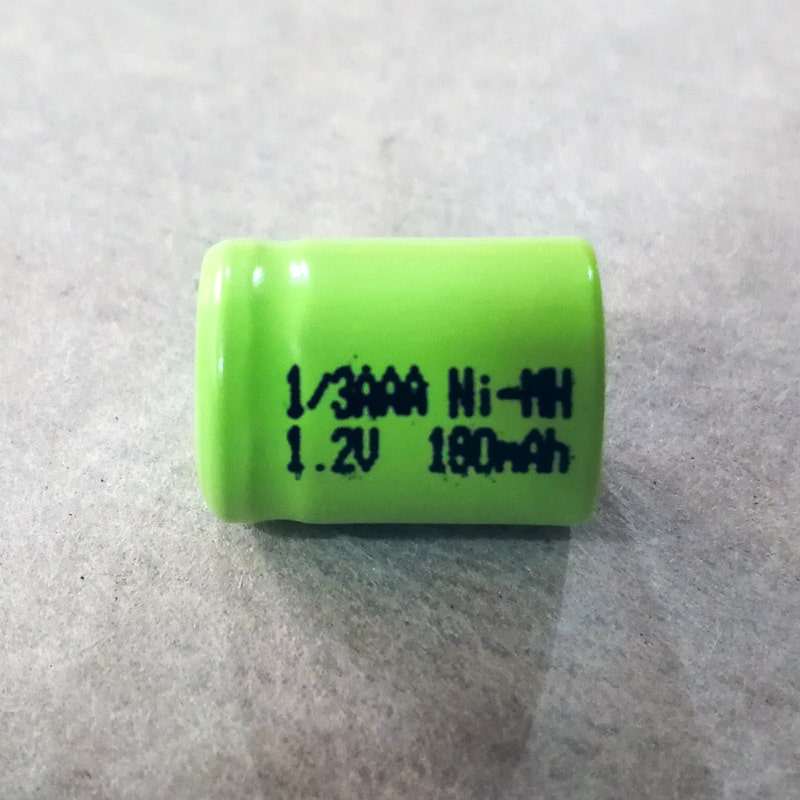 1/3AAA Ni-MH
1.2V 180mAh